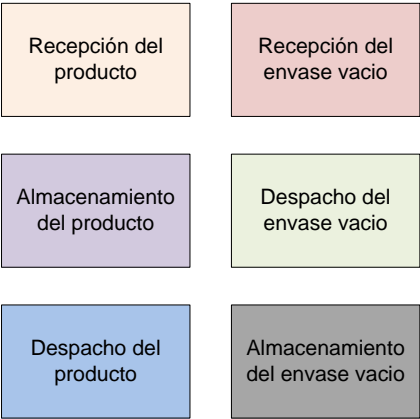 Recepción del
producto
Recepción del
envase vacio
Almacenamiento
del producto
Despacho del
envase vacio
Despacho del
producto
Almacenamiento
del envase vacio